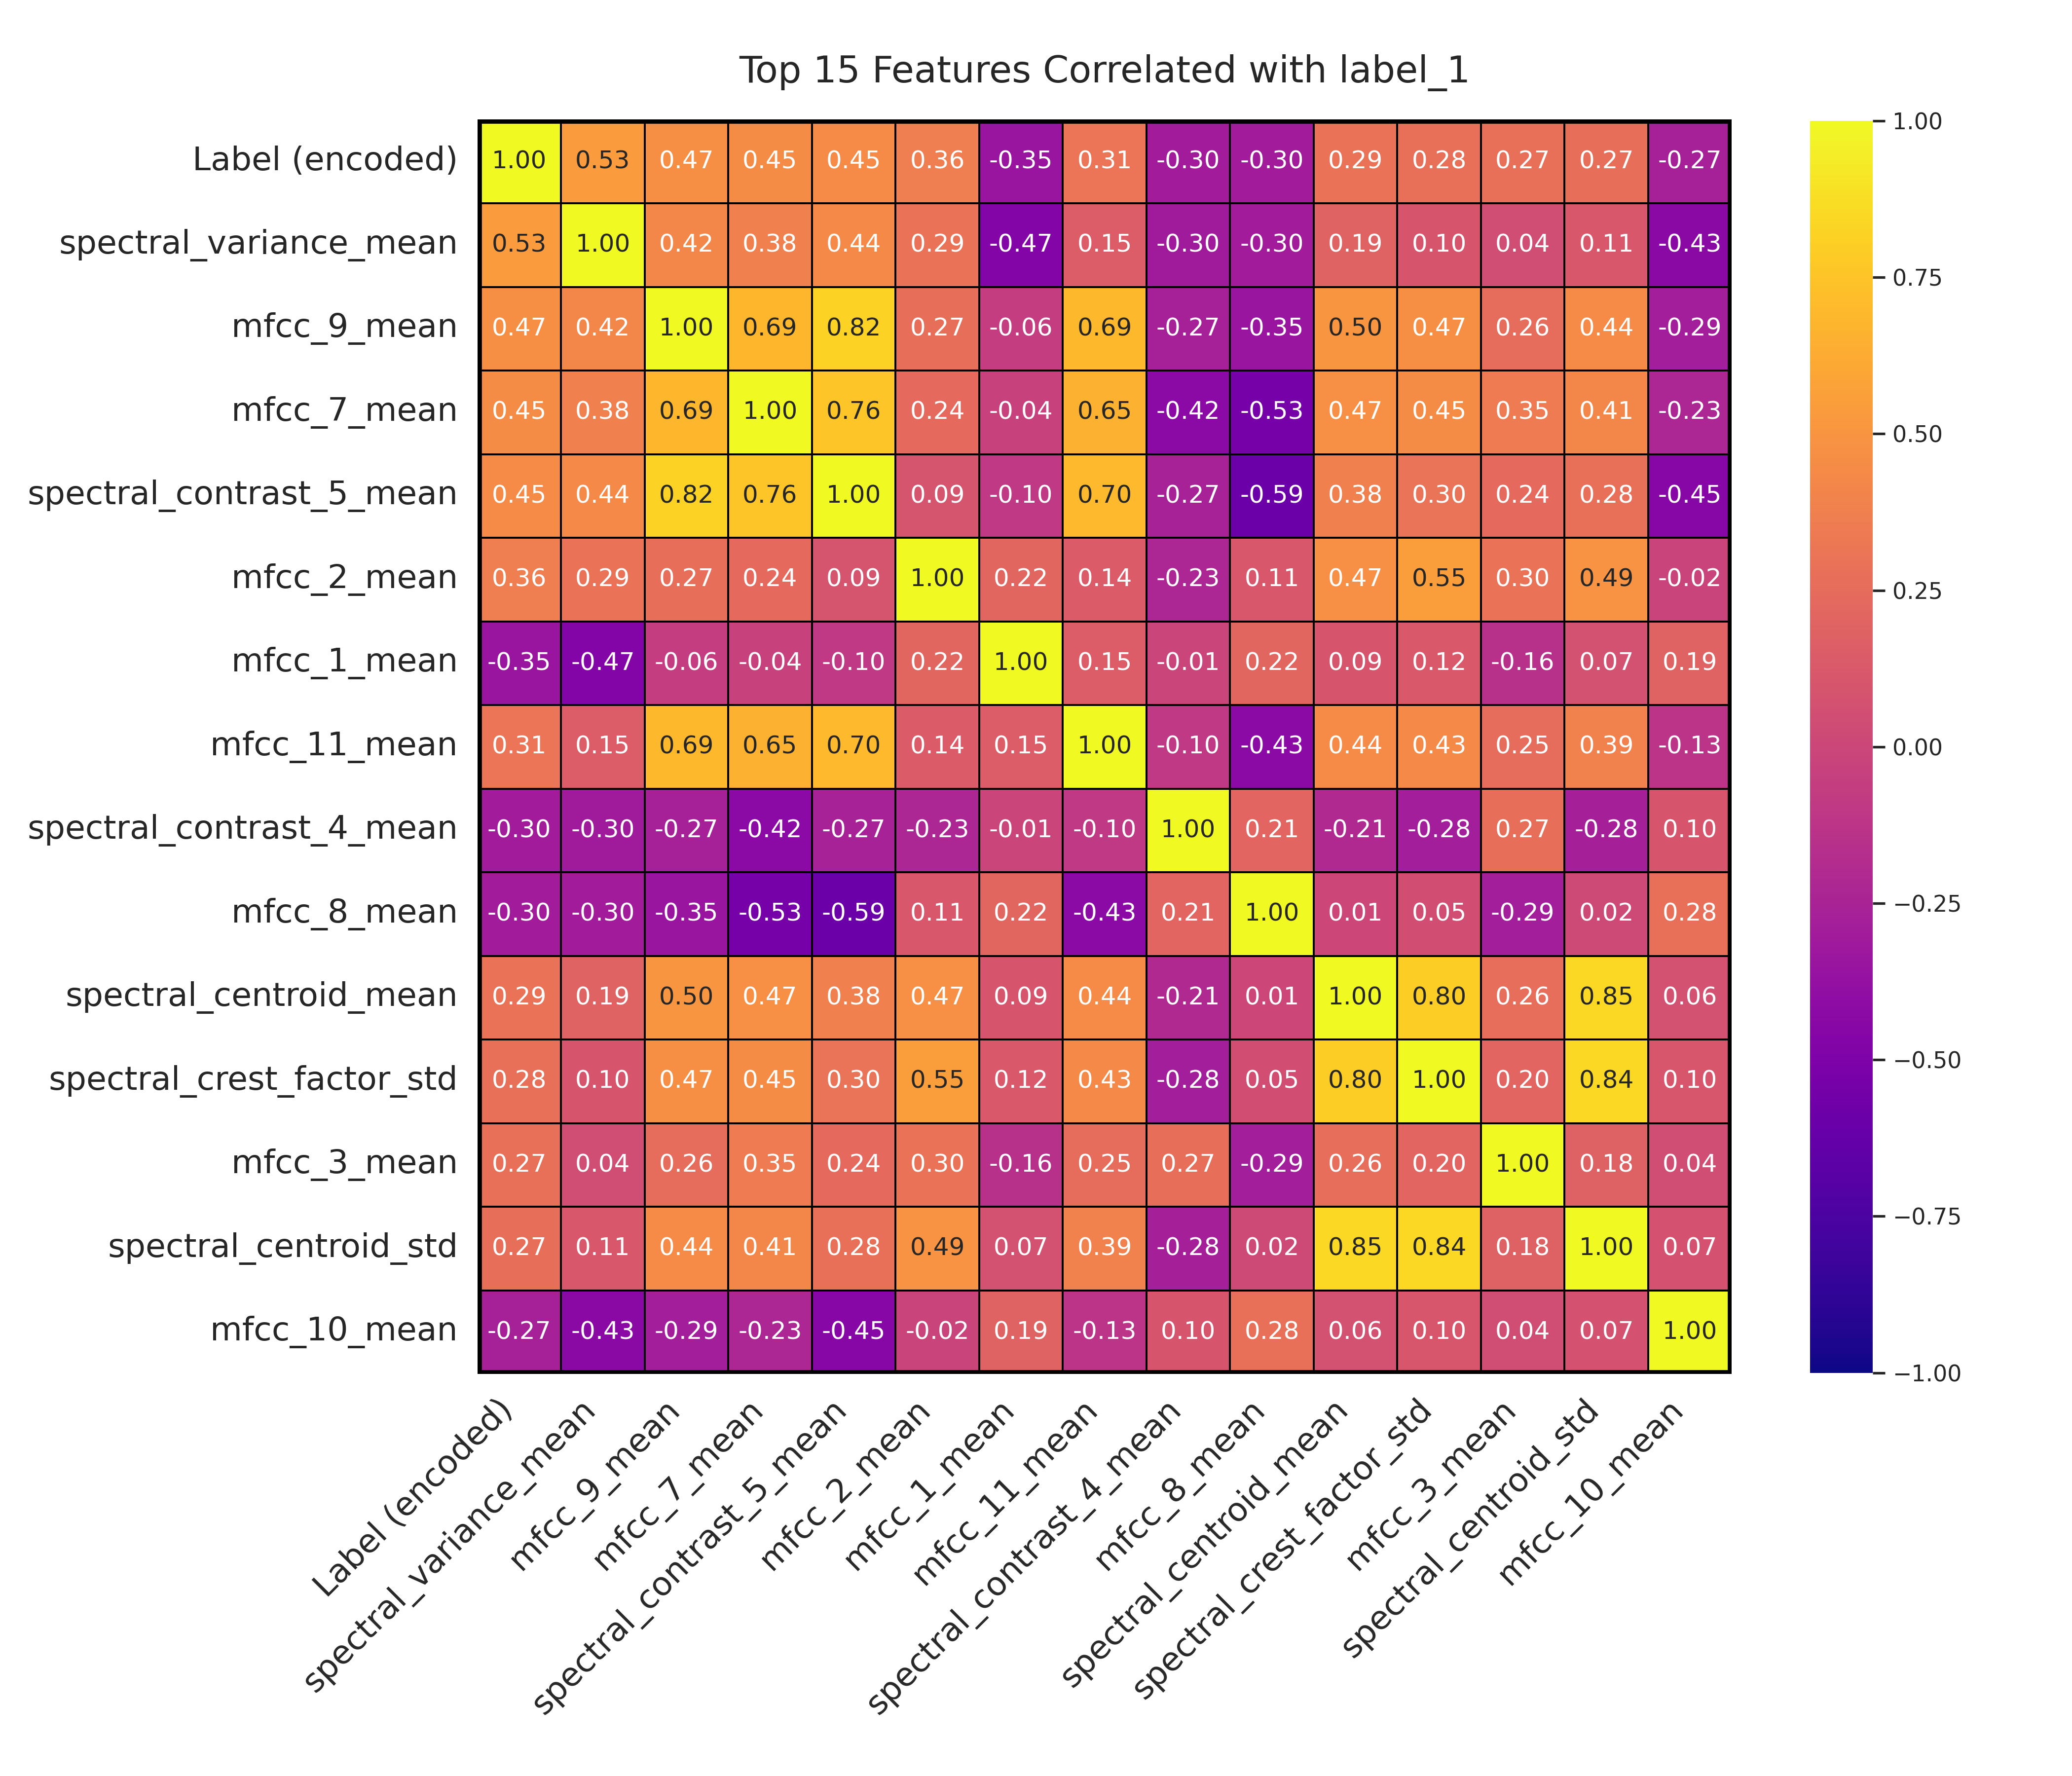 Top 15 Features Correlated with label_1
Label (encoded) 1.00 0.53 0.47 0.45 0.45 0.36 -0.35 0.31 -0.30 -0.30 0.29 0.28 0.27 0.27 -0.27
spectral_variance_mean 0.53 1.00 0.42 0.38 0.44 0.29 -0.47 0.15 -0.30 -0.30 0.19 0.10 0.04 0.11 -0.43
mfcc_9_mean 0.47 0.42 1.00 0.69 0.82 0.27 -0.06 0.69 -0.27 -0.35 0.50 0.47 0.26 0.44 -0.29
mfcc_7_mean 0.45 0.38 0.69 1.00 0.76 0.24 -0.04 0.65 -0.42 -0.53 0.47 0.45 0.35 0.41 -0.23
spectral_contrast_5_mean 0.45 0.44 0.82 0.76 1.00 0.09 -0.10 0.70 -0.27 -0.59 0.38 0.30 0.24 0.28 -0.45
mfcc_2_mean 0.36 0.29 0.27 0.24 0.09 1.00 0.22 0.14 -0.23 0.11 0.47 0.55 0.30 0.49 -0.02
mfcc_1_mean -0.35 -0.47 -0.06 -0.04 -0.10 0.22 1.00 0.15 -0.01 0.22 0.09 0.12 -0.16 0.07 0.19
mfcc_11_mean 0.31 0.15 0.69 0.65 0.70 0.14 0.15 1.00 -0.10 -0.43 0.44 0.43 0.25 0.39 -0.13
spectral_contrast_4_mean -0.30 -0.30 -0.27 -0.42 -0.27 -0.23 -0.01 -0.10 1.00 0.21 -0.21 -0.28 0.27 -0.28 0.10
mfcc_8_mean -0.30 -0.30 -0.35 -0.53 -0.59 0.11 0.22 -0.43 0.21 1.00 0.01 0.05 -0.29 0.02 0.28
spectral_centroid_mean 0.29 0.19 0.50 0.47 0.38 0.47 0.09 0.44 -0.21 0.01 1.00 0.80 0.26 0.85 0.06
spectral_crest_factor_std 0.28 0.10 0.47 0.45 0.30 0.55 0.12 0.43 -0.28 0.05 0.80 1.00 0.20 0.84 0.10
mfcc_3_mean 0.27 0.04 0.26 0.35 0.24 0.30 -0.16 0.25 0.27 -0.29 0.26 0.20 1.00 0.18 0.04
spectral_centroid_std 0.27 0.11 0.44 0.41 0.28 0.49 0.07 0.39 -0.28 0.02 0.85 0.84 0.18 1.00 0.07
mfcc_10_mean -0.27 -0.43 -0.29 -0.23 -0.45 -0.02 0.19 -0.13 0.10 0.28 0.06 0.10 0.04 0.07 1.00
Label (encoded)
spectral_variance_mean
mfcc_9_mean
mfcc_7_mean
spectral_contrast_5_mean
mfcc_2_mean
mfcc_1_mean
mfcc_11_mean
spectral_contrast_4_mean
mfcc_8_mean
spectral_centroid_mean
spectral_crest_factor_std
mfcc_3_mean
spectral_centroid_std
mfcc_10_mean
1.00
0.75
0.50
0.25
0.00
−0.25
−0.50
−0.75
−1.00